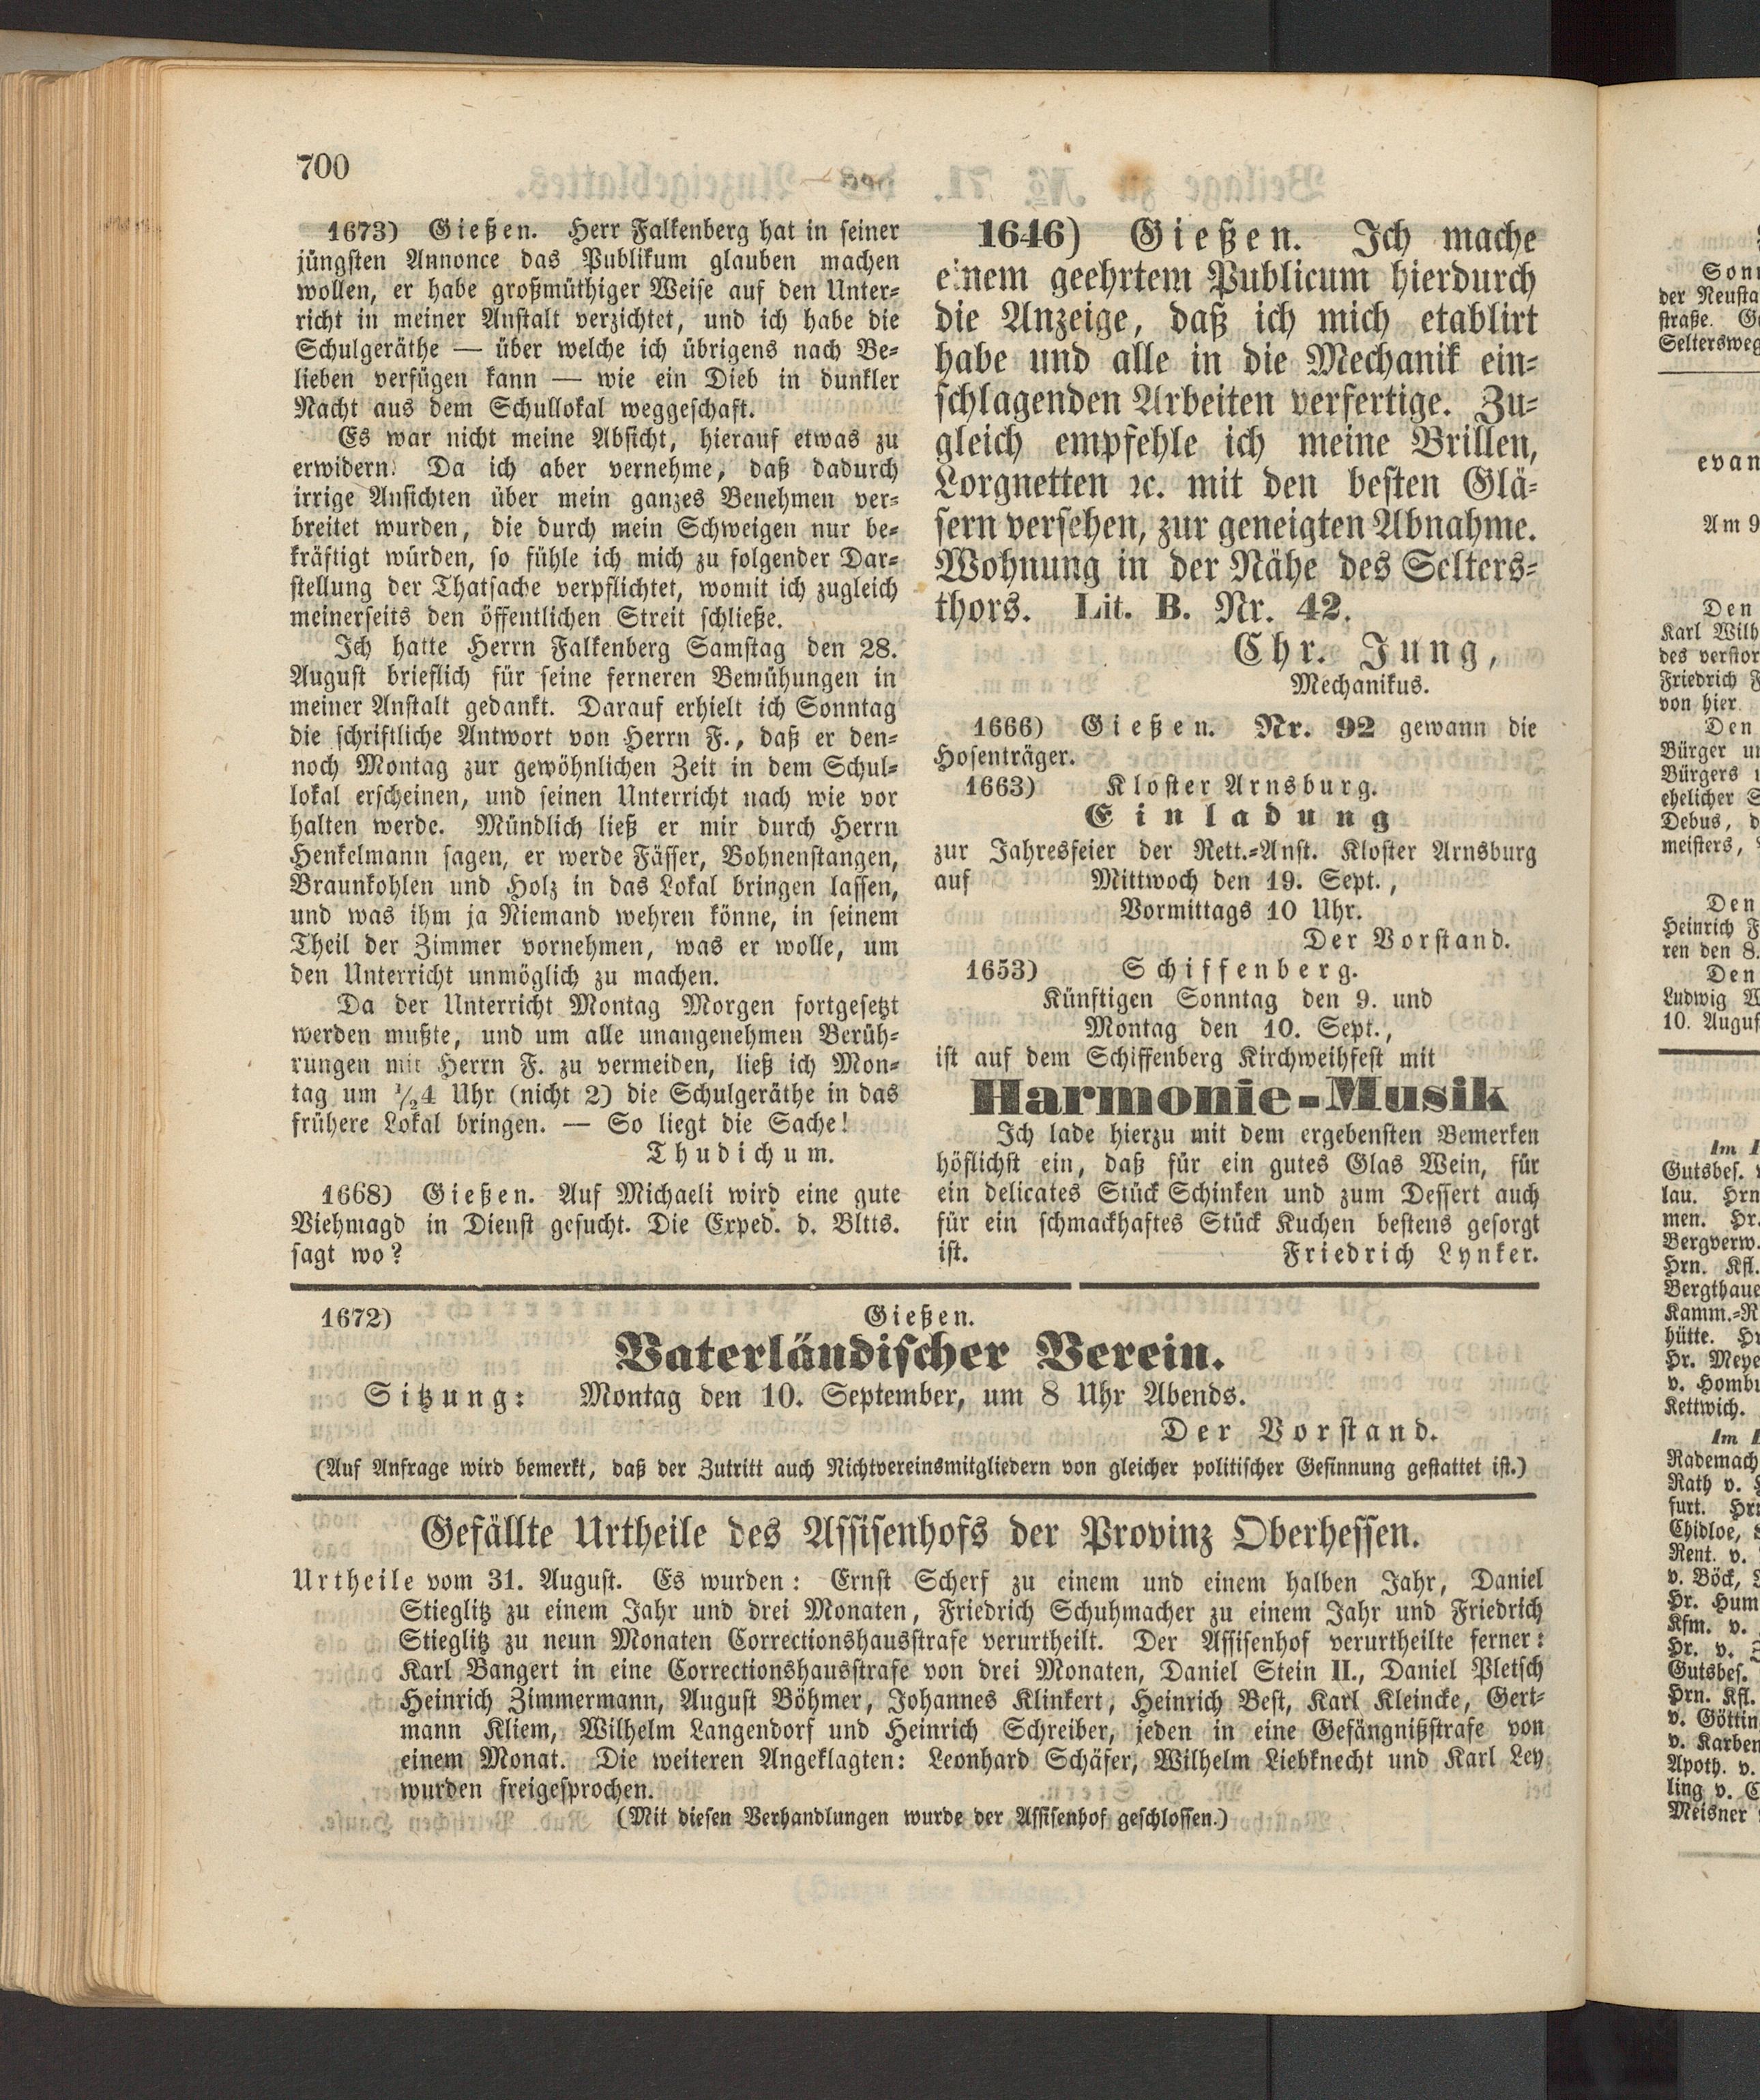 700
1673) Gießen. Herr Falkenberg hat in seiner
jüngsten Annonce das Publikum glauben machen
wollen, er habe großmüthiger Weise auf den Unter-
richt in meiner Anstalt verzichtet, und ich habe die
Schulgeräthe — über welche ich übrigens nach Be-
lieben verfügen kann — wie ein Dieb in dunkler
Nacht aus dem Schullokal weggeschaft.
Es war nicht meine Absicht, hierauf etwas zu
erwidern. Da ich aber vernehme, daß dadurch
irrige Ansichten über mein ganzes Benehmen ver-
breitet wurden, die durch mein Schweigen nur be-
kräftigt würden, so fühle ich mich zu folgender Dar-
stellung der Thatsache verpflichtet, womit ich zugleich
meinerseits den öffentlichen Streit schließe.
Ich hatte Herrn Falkenberg Samstag den 28.
August brieflich für seine ferneren Bemühungen in
meiner Anstalt gedankt. Darauf erhielt ich Sonntag
die schriftliche Antwort von Herrn F., daß er den-
noch Montag zur gewöhnlichen Zeit in dem Schul-
lokal erscheinen, und seinen Unterricht nach wie vor
halten werde. Mündlich ließ er mir durch Herrn
Henkelmann sagen, er werde Fässer, Bohnenstangen,
Braunkohlen und Holz in das Lokal bringen lassen,
und was ihm ja Niemand wehren könne, in seinem
Theil der Zimmer vornehmen, was er wolle, um
den Unterricht unmöglich zu machen.
Da der Unterricht Montag Morgen fortgesetzt
werden mußte, und um alle unangenehmen Berüh-
rungen mit Herrn F. zu vermeiden, ließ ich Mon-
tag um ½4 Uhr (nicht 2) die Schulgeräthe in das
frühere Lokal bringen. — So liegt die Sache!
Thudichum.
1668) Gießen. Auf Michaeli wird eine gute
Viehmagd in Dienst gesucht. Die Exped. d. Bltts.
sagt wo?
1646) Gießen. Ich mache
einem geehrtem Publicum hierdurch
die Anzeige, daß ich mich etablirt
habe und alle in die Mechanik ein-
schlagenden Arbeiten verfertige. Zu-
gleich empfehle ich meine Brillen,
Lorgnetten ꝛc. mit den besten Glä-
sern versehen, zur geneigten Abnahme.
Wohnung in der Nähe des Selters-
thors. Lit. B. Nr. 42.
Chr. Jung,
Mechanikus.
1666) Gießen. Nr. 92 gewann die
Hosenträger.
1663) Kloster Arnsburg.
Einladung
zur Jahresfeier der Rett.-Anst. Kloster Arnsburg
auf Mittwoch den 19. Sept.,
Vormittags 10 Uhr.
Der Vorstand.
1653) Schiffenberg.
Künftigen Sonntag den 9. und
Montag den 10. Sept.,
ist auf dem Schiffenberg Kirchweihfest mit
Harmonie-Musik
Ich lade hierzu mit dem ergebensten Bemerken
höflichst ein, daß für ein gutes Glas Wein, für
ein delicates Stück Schinken und zum Dessert auch
für ein schmackhaftes Stück Kuchen bestens gesorgt
ist. Friedrich Lynker.
1672) Gießen.
Vaterländischer Verein.
Sitzung: Montag den 10. September, um 8 Uhr Abends.
Der Vorstand.
(Auf Anfrage wird bemerkt, daß der Zutritt auch Nichtvereinsmitgliedern von gleicher politischer Gesinnung gestattet ist.)
Gefällte Urtheile des Assisenhofs der Provinz Oberhessen.
Urtheile vom 31. August. Es wurden: Ernst Scherf zu einem und einem halben Jahr, Daniel
Stieglitz zu einem Jahr und drei Monaten, Friedrich Schuhmacher zu einem Jahr und Friedrich
Stieglitz zu neun Monaten Correctionshausstrafe verurtheilt. Der Assisenhof verurtheilte ferner:
Karl Bangert in eine Correctionshausstrafe von drei Monaten, Daniel Stein II., Daniel Pletsch
Heinrich Zimmermann, August Böhmer, Johannes Klinkert, Heinrich Best, Karl Kleincke, Gert-
mann Kliem, Wilhelm Langendorf und Heinrich Schreiber, jeden in eine Gefängnißstrafe von
einem Monat. Die weiteren Angeklagten: Leonhard Schäfer, Wilhelm Liebknecht und Karl Ley
wurden freigesprochen.
(Mit diesen Verhandlungen wurde der Assisenhof geschlossen.)